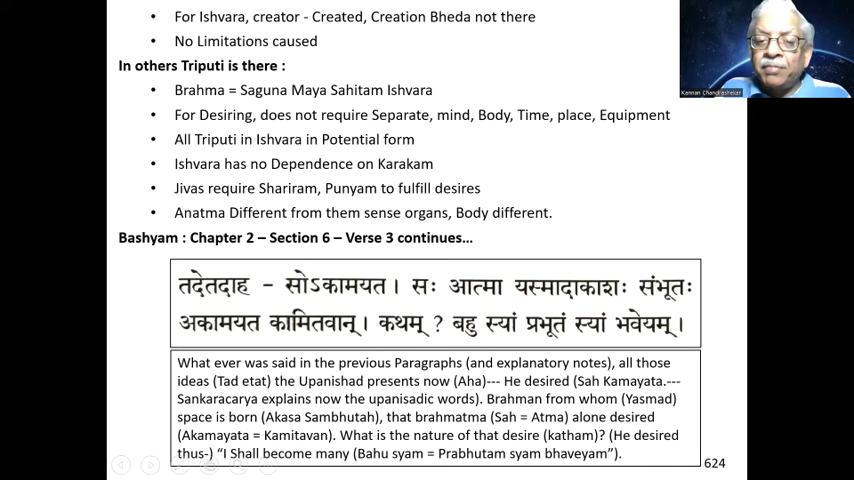 • For Ishvara, creator - Created, Creation Bheda not there
• No Limitations caused
In others Triputi is there :
• Brahma = Saguna Maya Sahitam Ishvara
• For Desiring, does not require Separate, mind, Body, Time, place, Equipment
• All Triputi in Ishvara in Potential form
• Ishvara has no Dependence on Karakam
• Jivas require Shariram, Punyam to fulfill desires
• Anatma Different from them sense organs, Body different.
Bashyam : Chapter 2 – Section 6 – Verse 3 continues…
तदेतदाह - सोऽकामयत। सः आत्मा यस्मादाकाशः संभूतः
अकामयत कामितवान्। कथम् ? बहु स्यां प्रभूतं स्यां भवेयम्।
What ever was said in the previous Paragraphs (and explanatory notes), all those
ideas (Tad etat) the Upanishad presents now (Aha)--- He desired (Sah Kamayata.---
Sankaracarya explains now the upanisadic words). Brahman from whom (Yasmad)
space is born (Akasa Sambhutah), that brahmatma (Sah = Atma) alone desired
(Akamayata = Kamitavan). What is the nature of that desire (katham)? (He desired
thus-) “I Shall become many (Bahu syam = Prabhutam syam bhaveyam”).
624
Kannan Chandrashekar